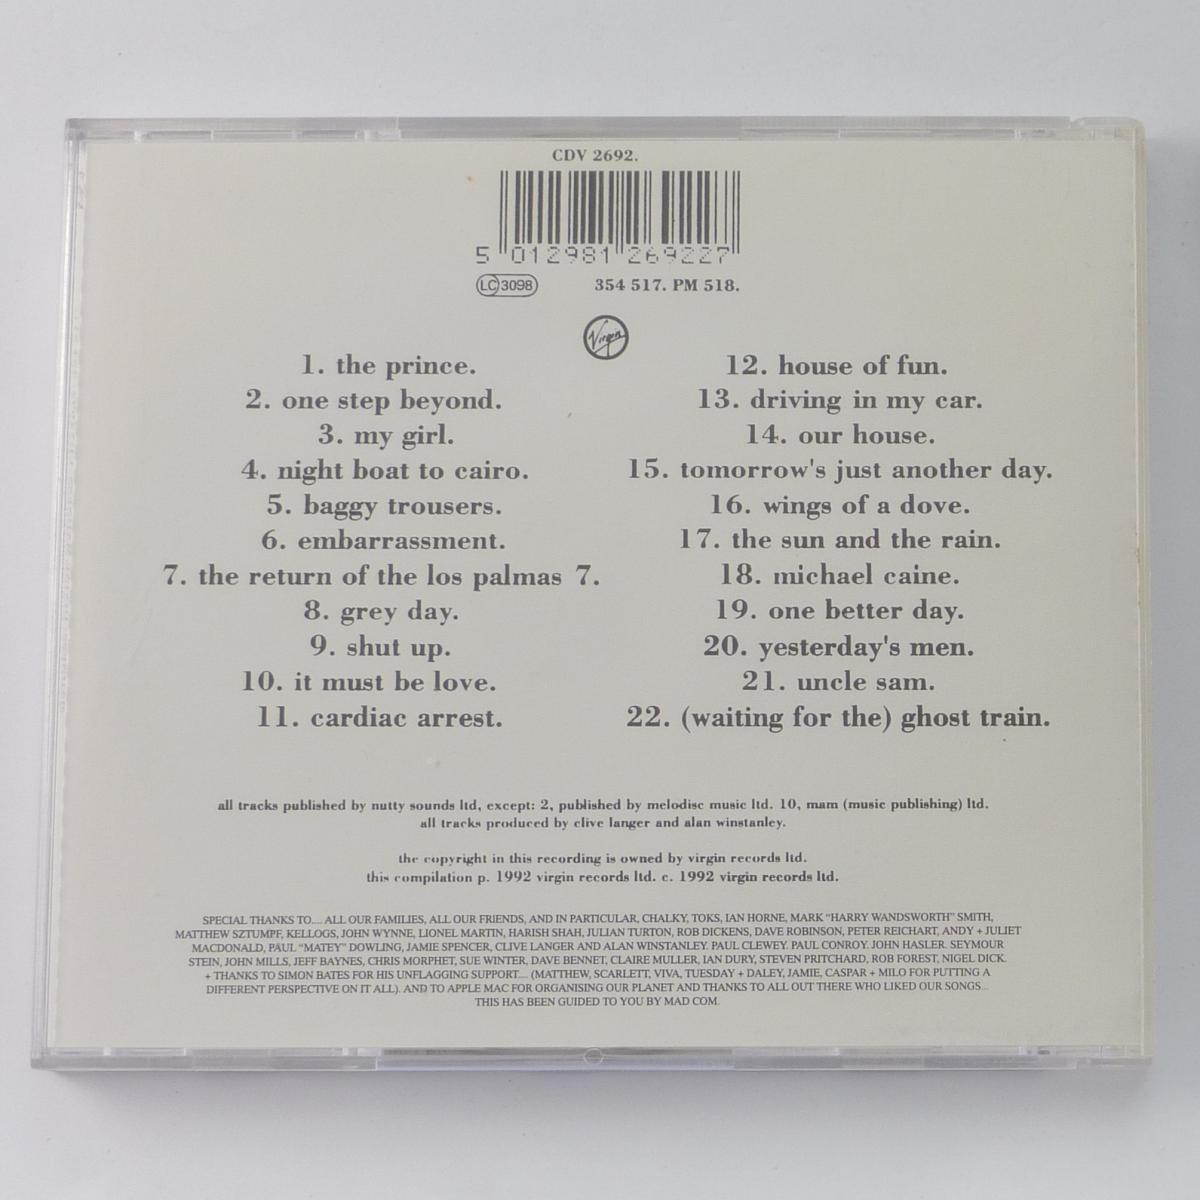 CDV 2692.
5 012981 269227
LC 3098
354 517. PM 518.
Virgin
1. the prince.
2. one step beyond.
3. my girl.
4. night boat to cairo.
5. baggy trousers.
6. embarrassment.
7. the return of the los palmas 7.
8. grey day.
9. shut up.
10. it must be love.
11. cardiac arrest.
12. house of fun.
13. driving in my car.
14. our house.
15. tomorrow's just another day.
16. wings of a dove.
17. the sun and the rain.
18. michael caine.
19. one better day.
20. yesterday's men.
21. uncle sam.
22. (waiting for the) ghost train.
all tracks published by nutty sounds ltd, except: 2, published by melodisc music ltd. 10, mam (music publishing) ltd.
all tracks produced by clive langer and alan winstanley.
the copyright in this recording is owned by virgin records ltd.
this compilation p. 1992 virgin records ltd. c. 1992 virgin records ltd.
SPECIAL THANKS TO.... ALL OUR FAMILIES, ALL OUR FRIENDS, AND IN PARTICULAR, CHALKY, TOKS, IAN HORNE, MARK "HARRY WANDSWORTH" SMITH,
MATTHEW SZTUMPF, KELLOGS, JOHN WYNNE, LIONEL MARTIN, HARISH SHAH, JULIAN TURTON, ROB DICKENS, DAVE ROBINSON, PETER REICHART, ANDY + JULIET
MACDONALD, PAUL "MATEY" DOWLING, JAMIE SPENCER, CLIVE LANGER AND ALAN WINSTANLEY. PAUL CLEWEY. PAUL CONROY. JOHN HASLER. SEYMOUR
STEIN, JOHN MILLS, JEFF BAYNES, CHRIS MORPHET, SUE WINTER, DAVE BENNET, CLAIRE MULLER, IAN DURY, STEVEN PRITCHARD, ROB FOREST, NIGEL DICK.
+ THANKS TO SIMON BATES FOR HIS UNFLAGGING SUPPORT.... (MATTHEW, SCARLETT, VIVA, TUESDAY + DALEY, JAMIE, CASPAR + MILO FOR PUTTING A
DIFFERENT PERSPECTIVE ON IT ALL). AND TO APPLE MAC FOR ORGANISING OUR PLANET AND THANKS TO ALL OUT THERE WHO LIKED OUR SONGS...
THIS HAS BEEN GUIDED TO YOU BY MAD COM.